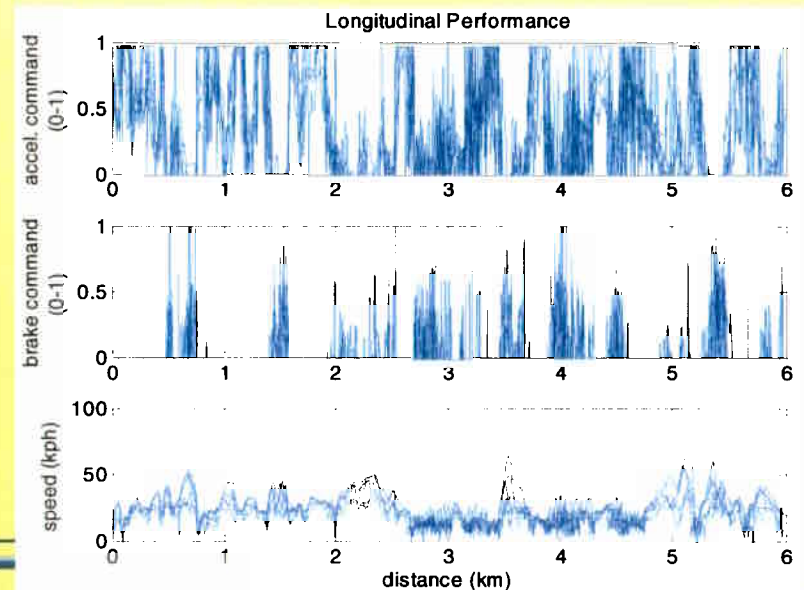 Longitudinal Performance
accel. command
(0-1)
1
0.5
0
0 1 2 3 4 5 6
brake command
(0-1)
1
0.5
0
0 1 2 3 4 5 6
speed (kph)
100
50
0
0 1 2 3 4 5 6
distance (km)